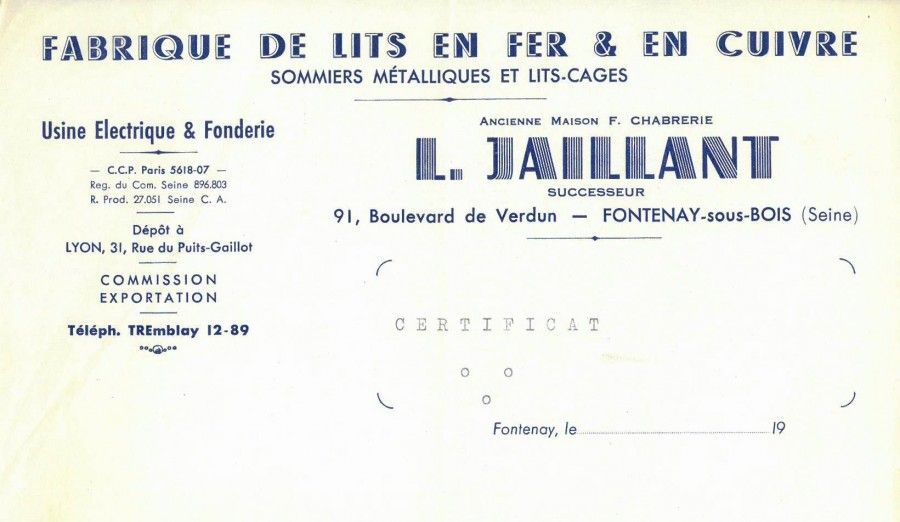 FABRIQUE DE LITS EN FER & EN CUIVRE
SOMMIERS MÉTALLIQUES ET LITS-CAGES
Usine Electrique & Fonderie
— C.C.P. Paris 5618-07 —
Reg. du Com. Seine 896.803
R. Prod. 27.051 Seine C. A.
Dépôt à
LYON, 31, Rue du Puits-Gaillot
COMMISSION
EXPORTATION
Téléph. TREmblay 12-89
ANCIENNE MAISON F. CHABRERIE
L. JAILLANT
SUCCESSEUR
91, Boulevard de Verdun — FONTENAY-sous-BOIS (Seine)
CERTIFICAT
o o
o
Fontenay, le 19